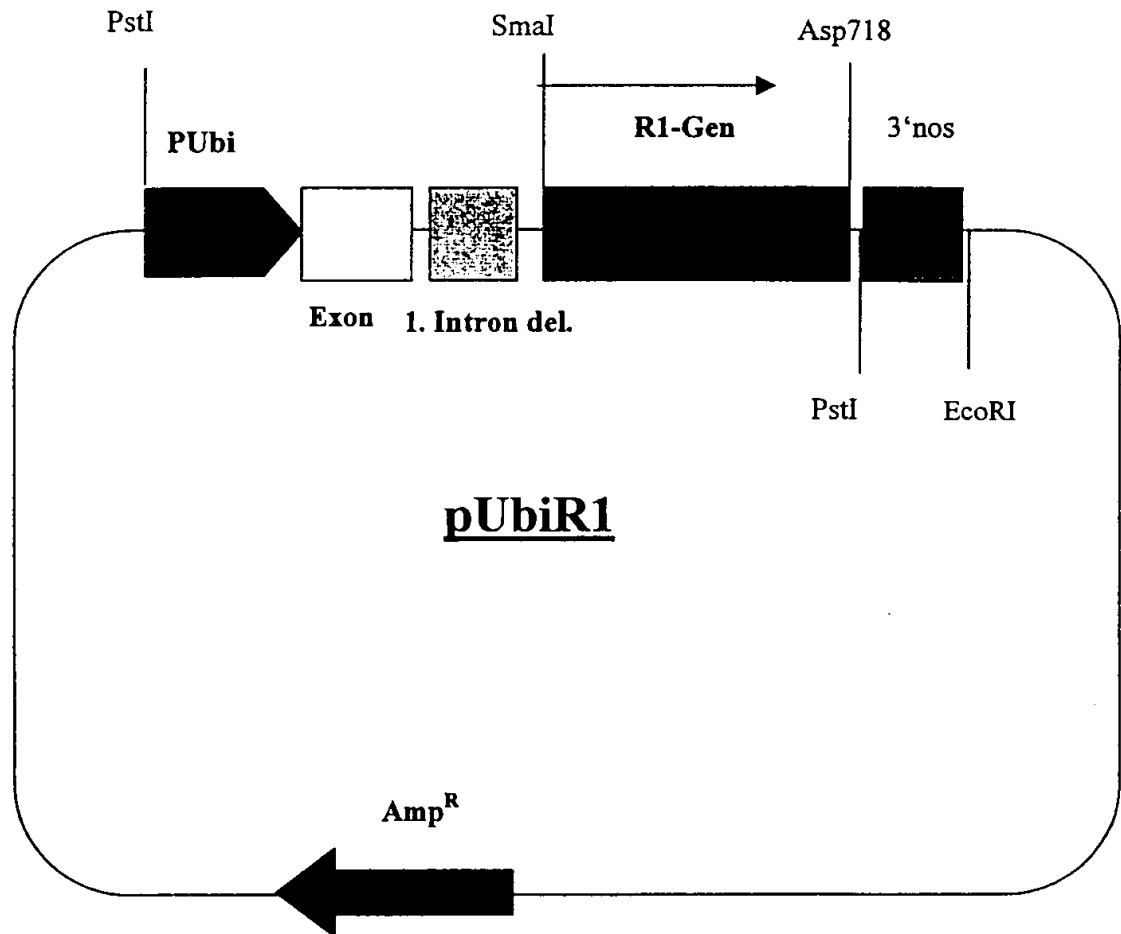 PstI
SmaI
Asp718
PUbi
R1-Gen
3‘nos
Exon
1. Intron del.
PstI
EcoRI
pUbiR1
Amp^R